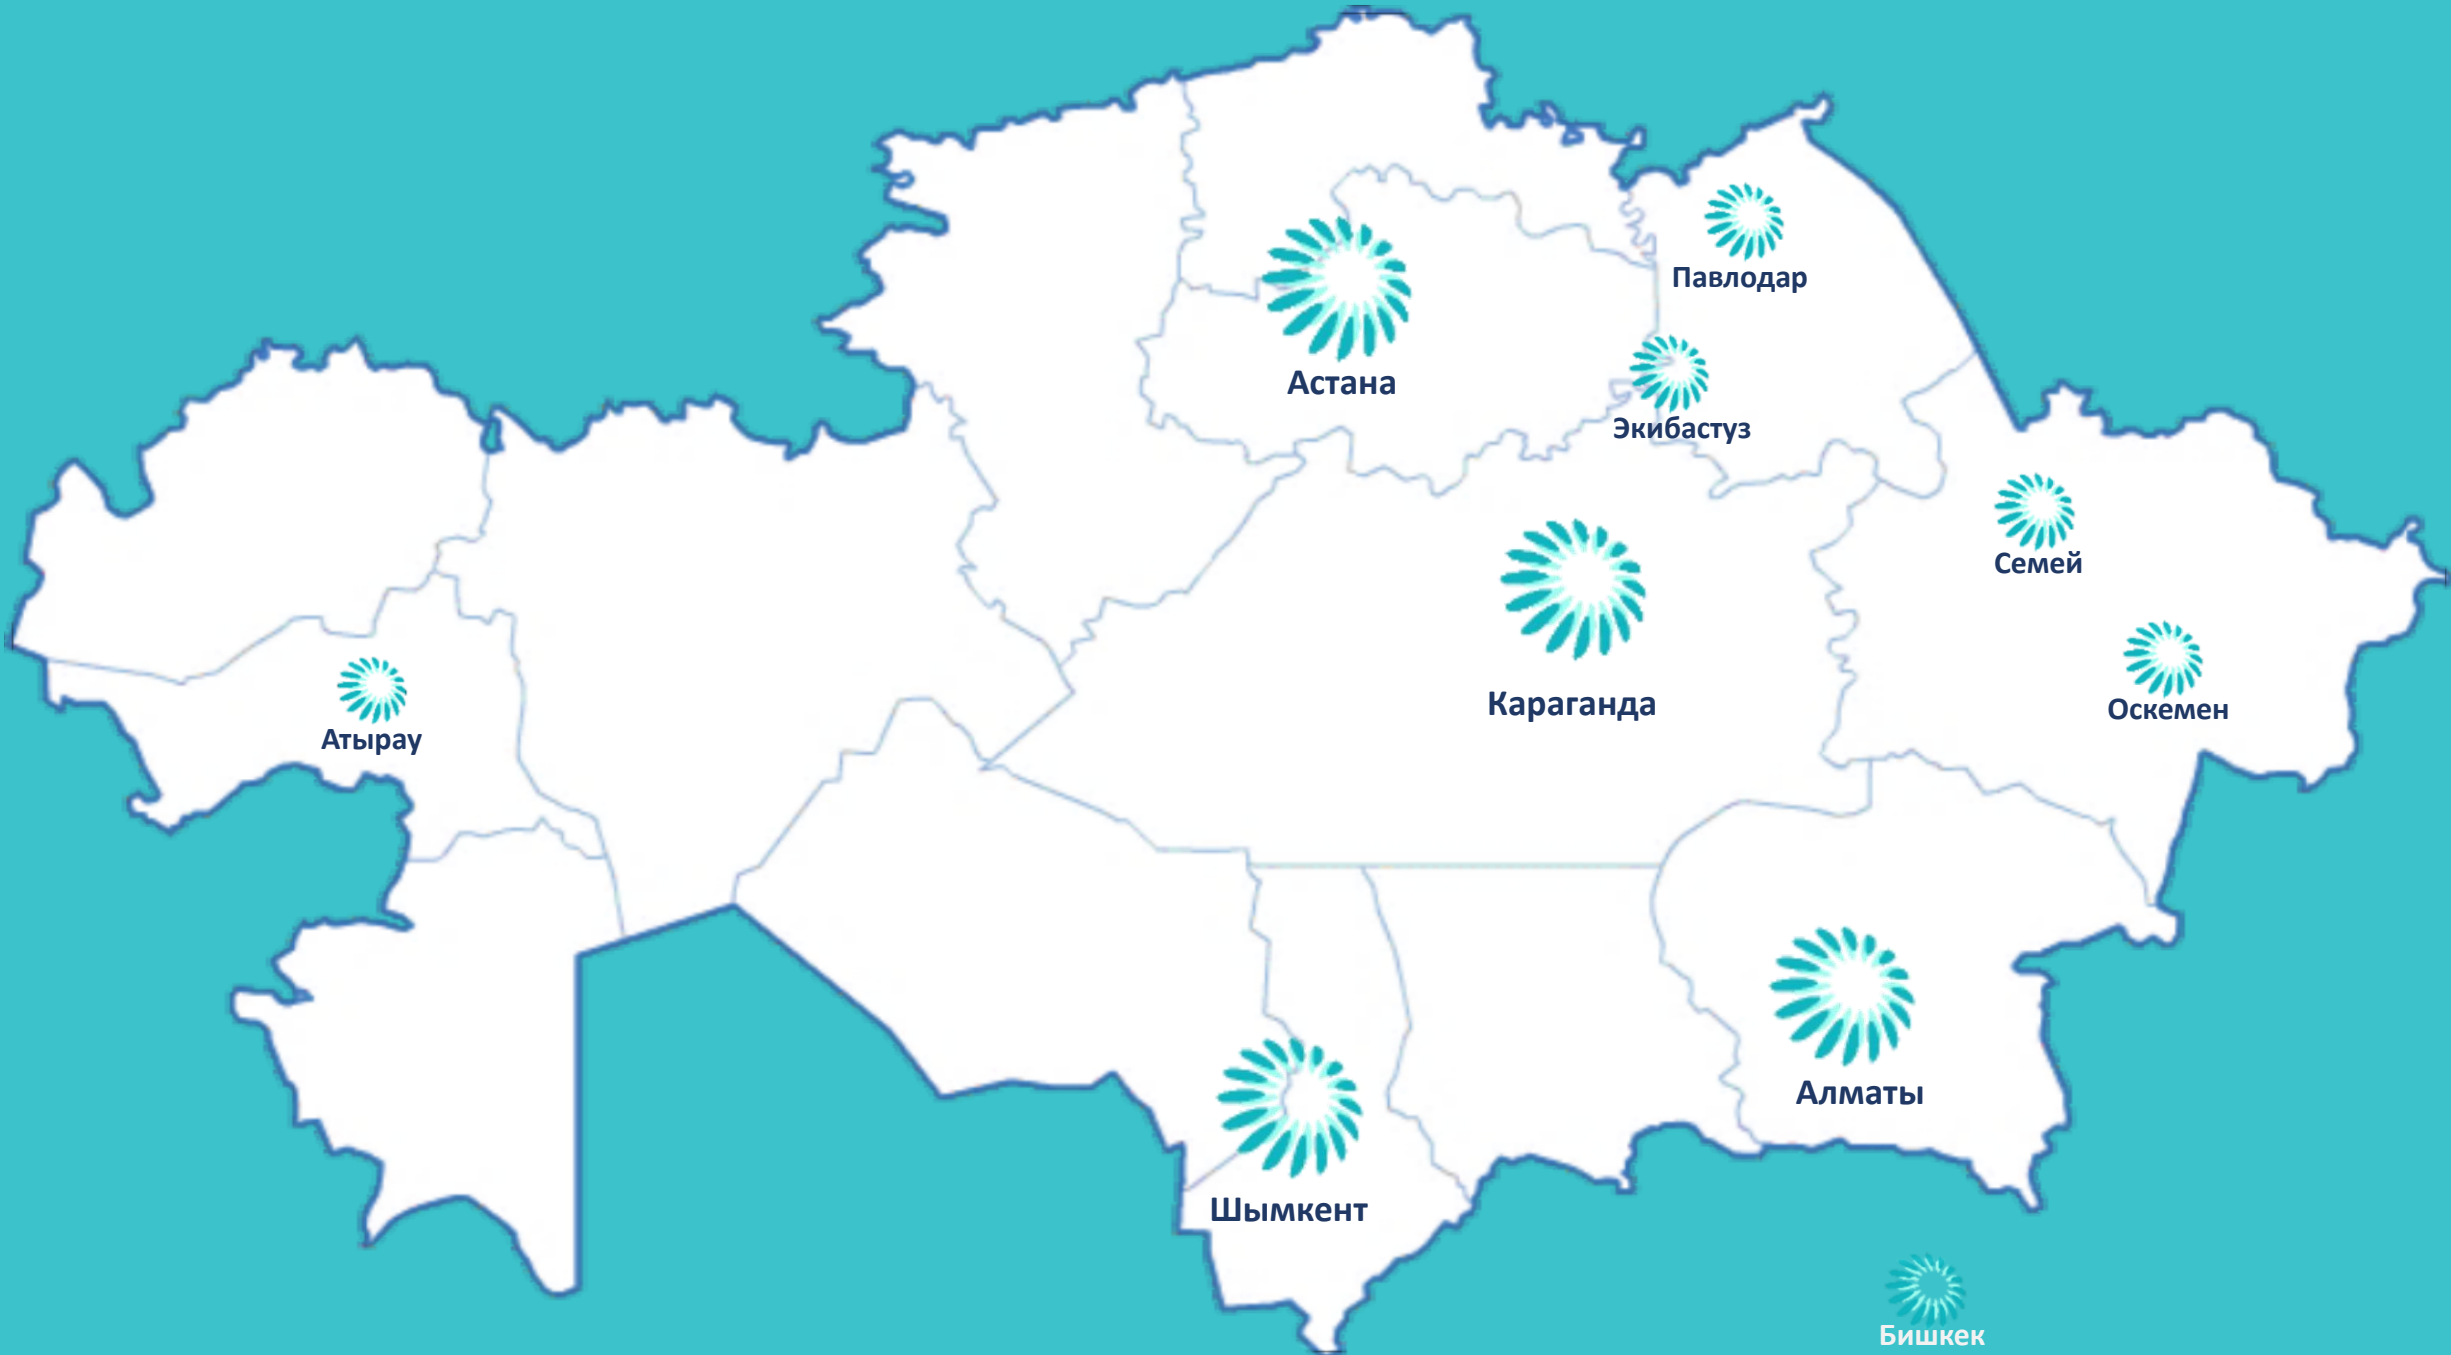 Павлодар
Астана
Экибастуз
Семей
Караганда
Оскемен
Атырау
Алматы
Шымкент
Бишкек